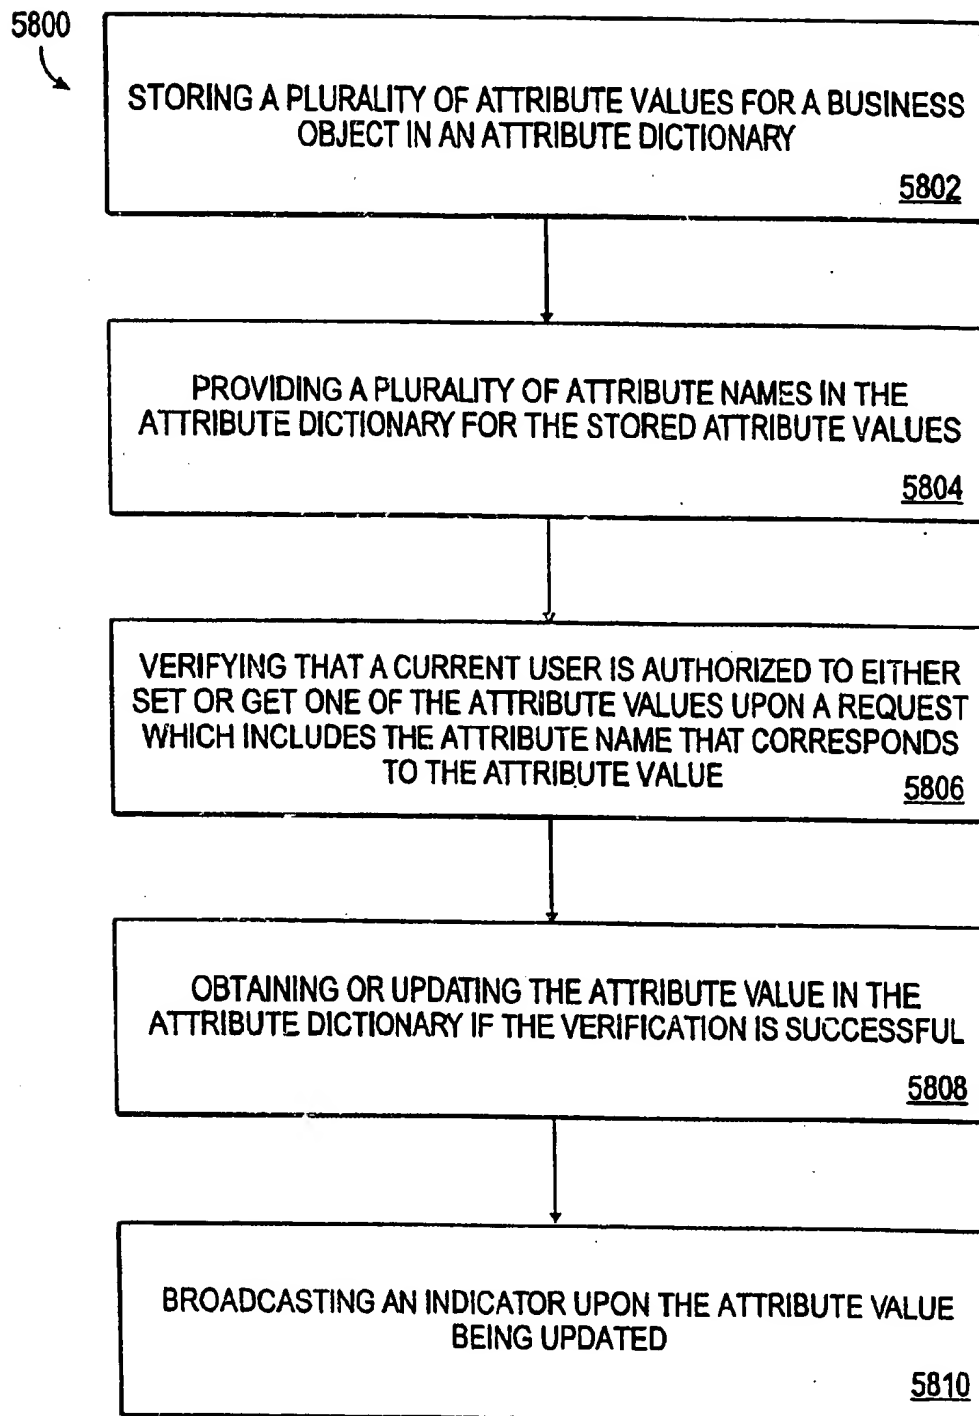 5800
STORING A PLURALITY OF ATTRIBUTE VALUES FOR A BUSINESS
OBJECT IN AN ATTRIBUTE DICTIONARY
5802
PROVIDING A PLURALITY OF ATTRIBUTE NAMES IN THE
ATTRIBUTE DICTIONARY FOR THE STORED ATTRIBUTE VALUES
5804
VERIFYING THAT A CURRENT USER IS AUTHORIZED TO EITHER
SET OR GET ONE OF THE ATTRIBUTE VALUES UPON A REQUEST
WHICH INCLUDES THE ATTRIBUTE NAME THAT CORRESPONDS
TO THE ATTRIBUTE VALUE
5806
OBTAINING OR UPDATING THE ATTRIBUTE VALUE IN THE
ATTRIBUTE DICTIONARY IF THE VERIFICATION IS SUCCESSFUL
5808
BROADCASTING AN INDICATOR UPON THE ATTRIBUTE VALUE
BEING UPDATED
5810